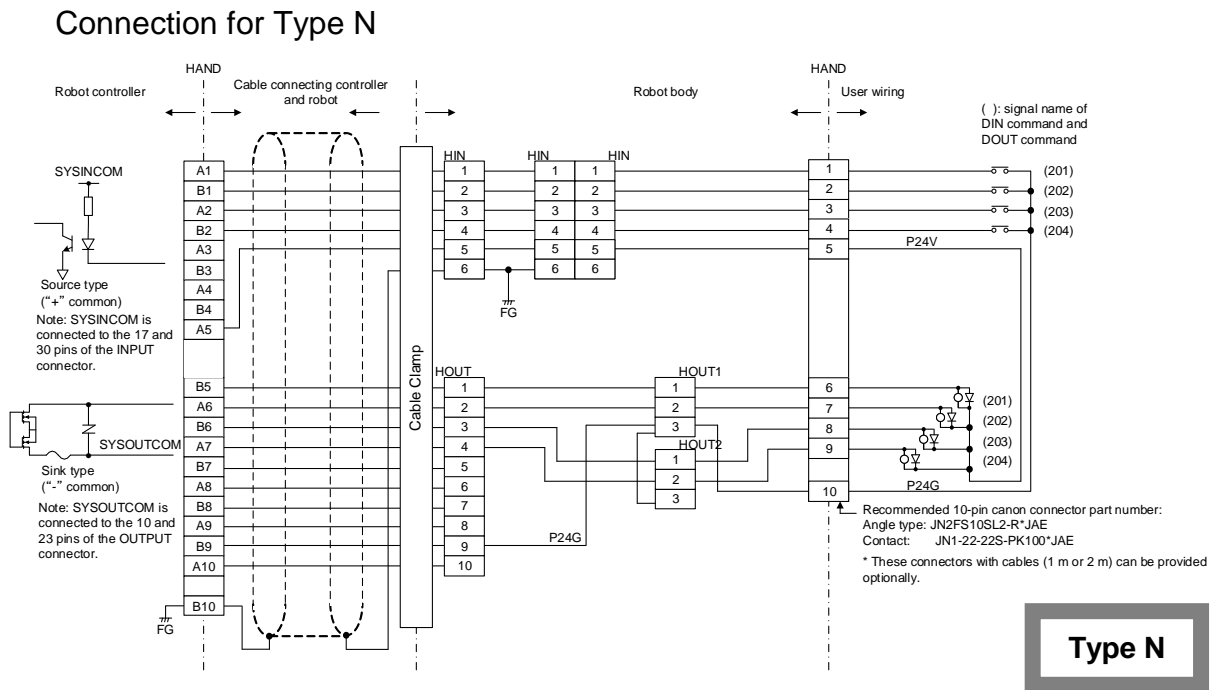 Connection for Type N
HAND
HAND
Robot controller
Cable connecting controller
and robot
Robot body
User wiring
( ): signal name of
DIN command and
DOUT command
SYSINCOM
Source type
("+" common)
Note: SYSINCOM is
connected to the 17 and
30 pins of the INPUT
connector.
SYSOUTCOM
Sink type
("-" common)
Note: SYSOUTCOM is
connected to the 10 and
23 pins of the OUTPUT
connector.
FG
A1
B1
A2
B2
A3
B3
A4
B4
A5
B5
A6
B6
A7
B7
A8
B8
A9
B9
A10
B10
Cable Clamp
HIN
1
2
3
4
5
6
FG
HIN
HIN
1 1
2 2
3 3
4 4
5 5
6 6
HOUT
1
2
3
4
5
6
7
8
9
10
P24G
HOUT1
1
2
3
HOUT2
1
2
3
1
2
3
4
5
6
7
8
9
10
(201)
(202)
(203)
(204)
P24V
(201)
(202)
(203)
(204)
P24G
Recommended 10-pin canon connector part number:
Angle type: JN2FS10SL2-R*JAE
Contact: JN1-22-22S-PK100*JAE
* These connectors with cables (1 m or 2 m) can be provided
optionally.
Type N